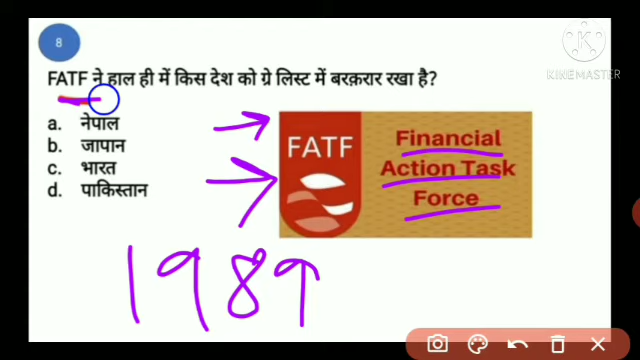 8
KINEMASTER
FATF ने हाल ही में किस देश को ग्रे लिस्ट में बरक़रार रखा है?
a. नेपाल
b. जापान
c. भारत
d. पाकिस्तान
FATF
Financial
Action Task
Force
1989